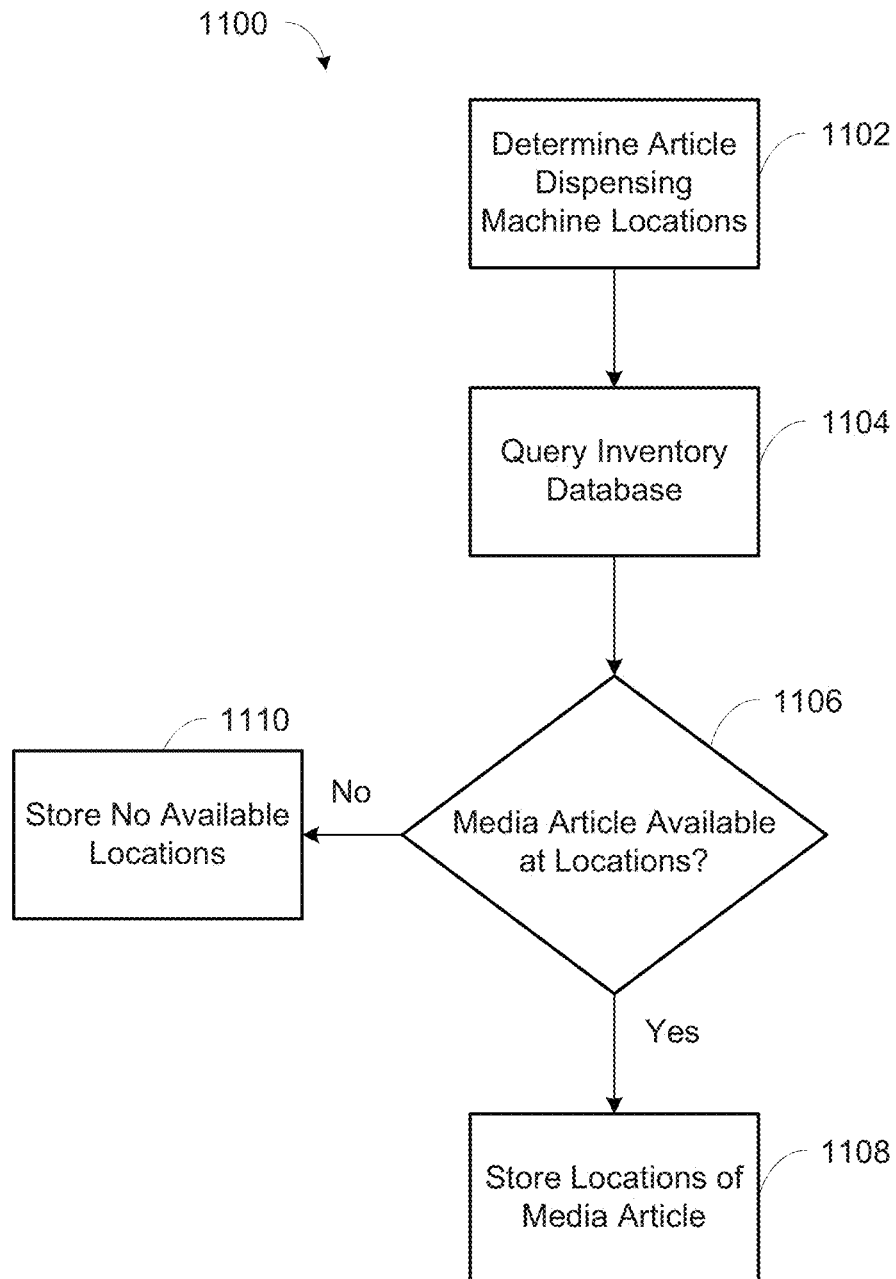 1100
Determine Article
Dispensing
Machine Locations
1102
Query Inventory
Database
1104
Media Article Available
at Locations?
1106
No
Store No Available
Locations
1110
Yes
Store Locations of
Media Article
1108